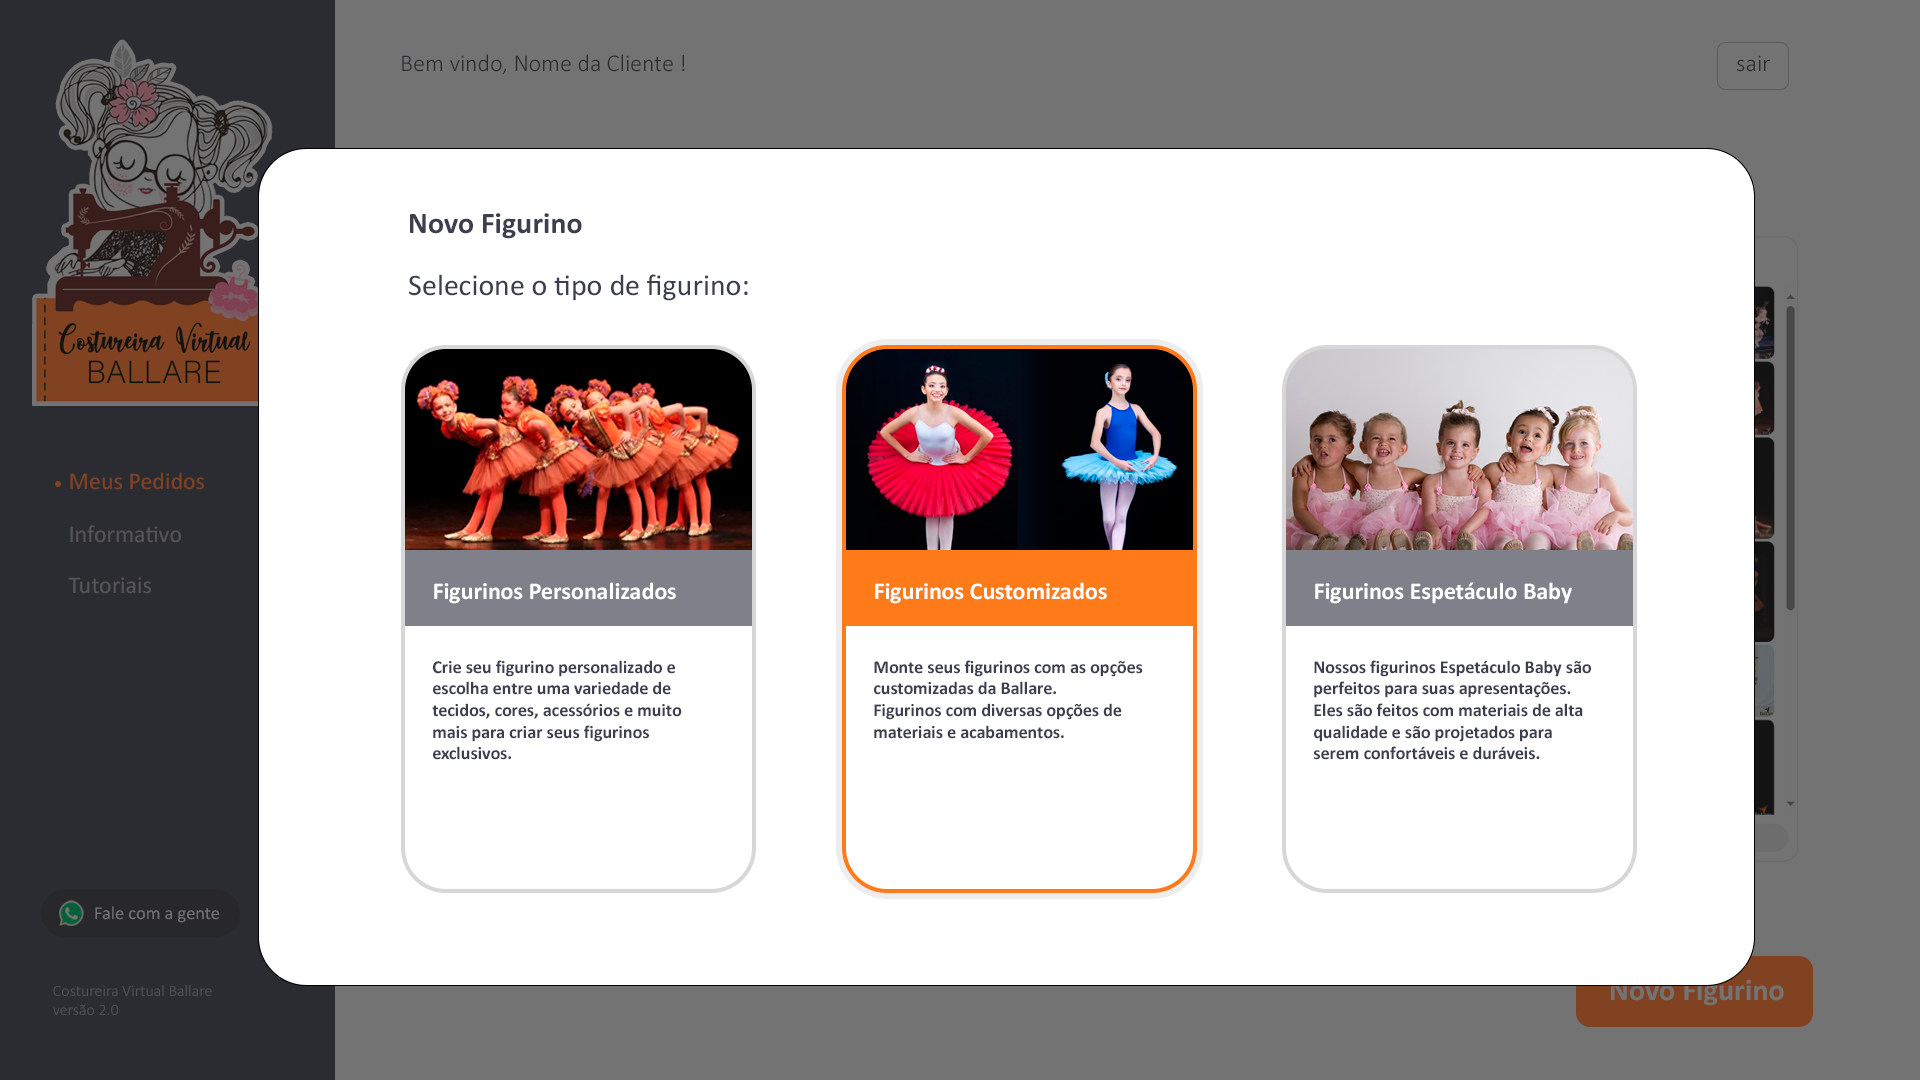 Bem vindo, Nome da Cliente !
sair
Costureira Virtual
BALLARE
• Meus Pedidos
Informativo
Tutoriais
Fale com a gente
Costureira Virtual Ballare
versão 2.0
Novo Figurino
Selecione o tipo de figurino:
Figurinos Personalizados
Crie seu figurino personalizado e
escolha entre uma variedade de
tecidos, cores, acessórios e muito
mais para criar seus figurinos
exclusivos.
Figurinos Customizados
Monte seus figurinos com as opções
customizadas da Ballare.
Figurinos com diversas opções de
materiais e acabamentos.
Figurinos Espetáculo Baby
Nossos figurinos Espetáculo Baby são
perfeitos para suas apresentações.
Eles são feitos com materiais de alta
qualidade e são projetados para
serem confortáveis e duráveis.
Novo Figurino